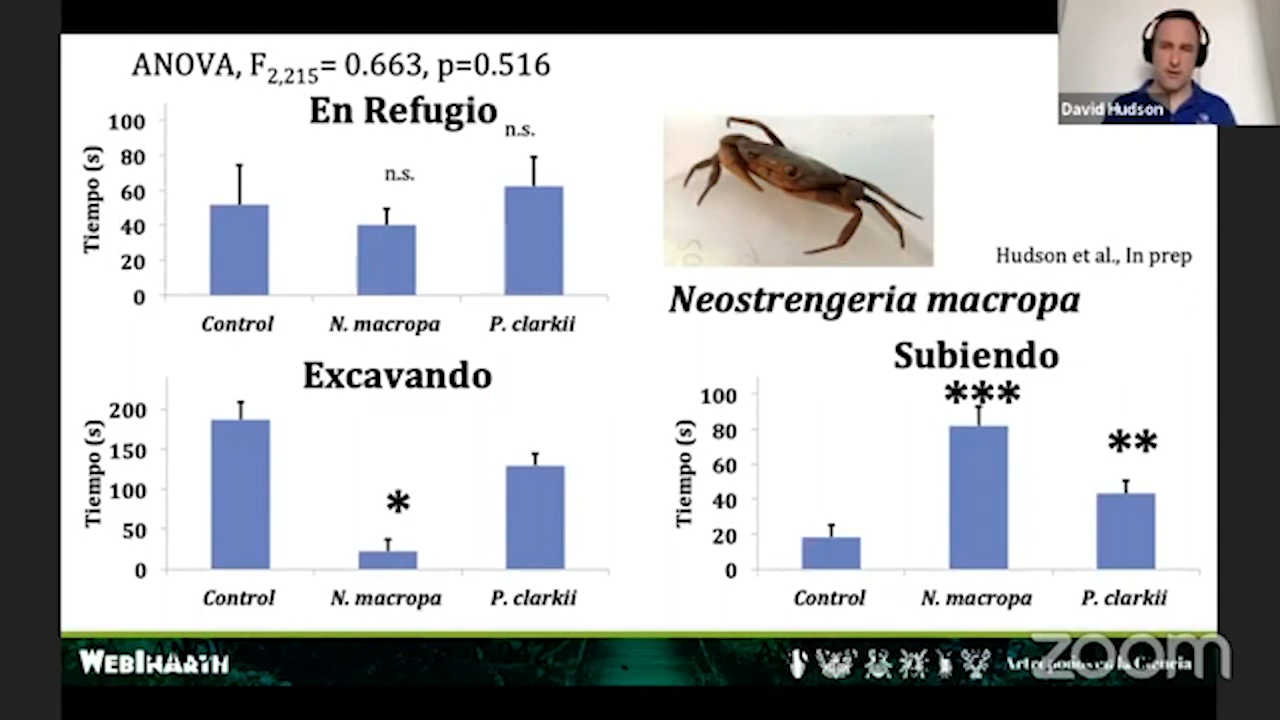 ANOVA, F2,215= 0.663, p=0.516
David Hudson
En Refugio
n.s.
n.s.
Tiempo (s)
100
80
60
40
20
0
Control N. macropa P. clarkii
Hudson et al., In prep
Neostrengeria macropa
Excavando
*
Tiempo (s)
200
150
100
50
0
Control N. macropa P. clarkii
Subiendo
***
**
Tiempo (s)
100
80
60
40
20
0
Control N. macropa P. clarkii
WEBINARTH
zoom